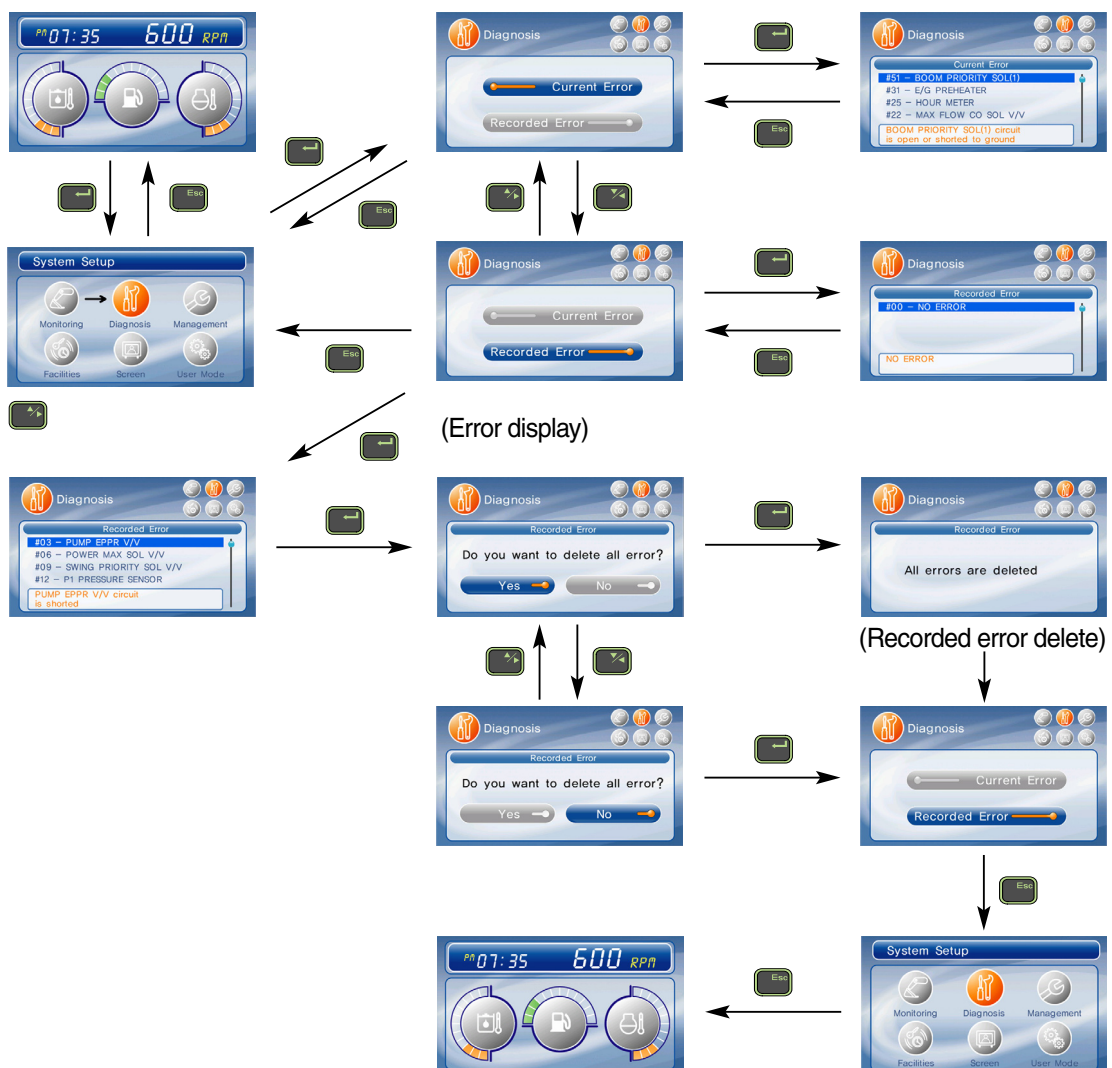 PM 07:35 600 RPM
Diagnosis
Current Error
Recorded Error
Diagnosis
Current Error
#51 - BOOM PRIORITY SOL(1)
#31 - E/G PREHEATER
#25 - HOUR METER
#22 - MAX FLOW CO SOL V/V
BOOM PRIORITY SOL(1) circuit
is open or shorted to ground
Esc
Esc
Esc
System Setup
Monitoring Diagnosis Management
Facilities Screen User Mode
Diagnosis
Current Error
Recorded Error
Diagnosis
Recorded Error
#00 - NO ERROR
NO ERROR
Esc
Esc
(Error display)
Diagnosis
Recorded Error
#03 - PUMP EPPR V/V
#06 - POWER MAX SOL V/V
#09 - SWING PRIORITY SOL V/V
#12 - P1 PRESSURE SENSOR
PUMP EPPR V/V circuit
is shorted
Diagnosis
Recorded Error
Do you want to delete all error?
Yes No
Diagnosis
Recorded Error
All errors are deleted
(Recorded error delete)
Diagnosis
Recorded Error
Do you want to delete all error?
Yes No
Diagnosis
Current Error
Recorded Error
Esc
PM 07:35 600 RPM
Esc
System Setup
Monitoring Diagnosis Management
Facilities Screen User Mode